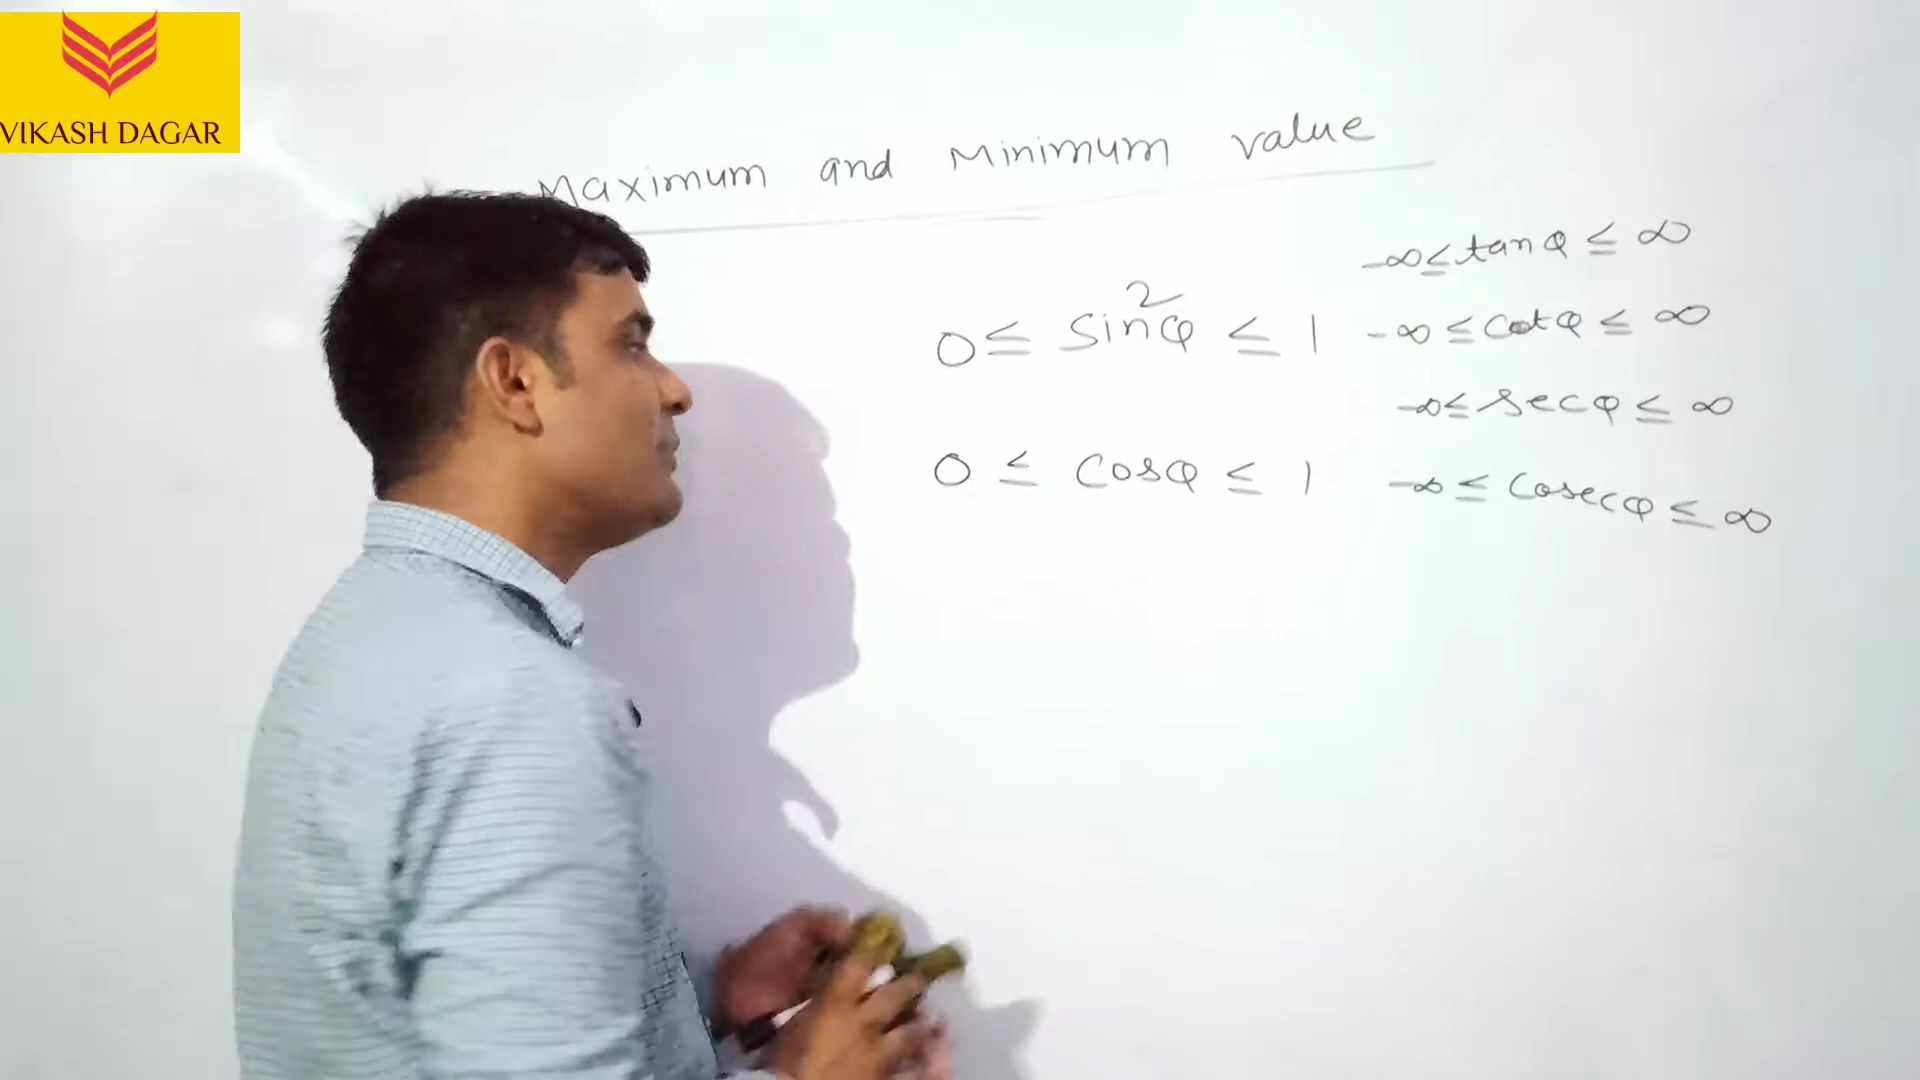 VIKASH DAGAR
Maximum and Minimum value
0 ≤ sin²φ ≤ 1
0 ≤ cosφ ≤ 1
-∞ ≤ tanφ ≤ ∞
-∞ ≤ cotφ ≤ ∞
-∞ ≤ secφ ≤ ∞
-∞ ≤ cosecφ ≤ ∞